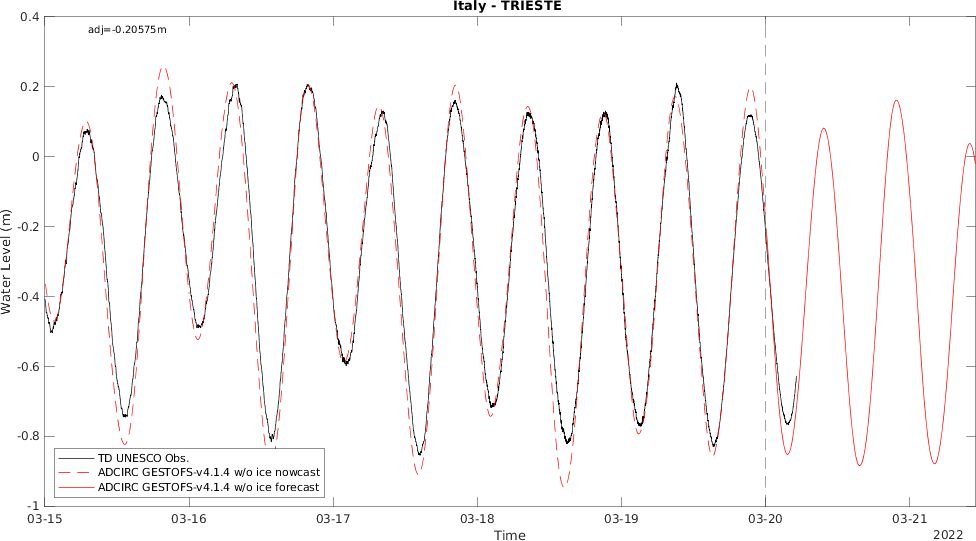 Italy - TRIESTE
adj=-0.20575m
Water Level (m)
0.4
0.2
0
-0.2
-0.4
-0.6
-0.8
-1
TD UNESCO Obs.
ADCIRC GESTOFS-v4.1.4 w/o ice nowcast
ADCIRC GESTOFS-v4.1.4 w/o ice forecast
03-15 03-16 03-17 03-18 03-19 03-20 03-21
Time
2022